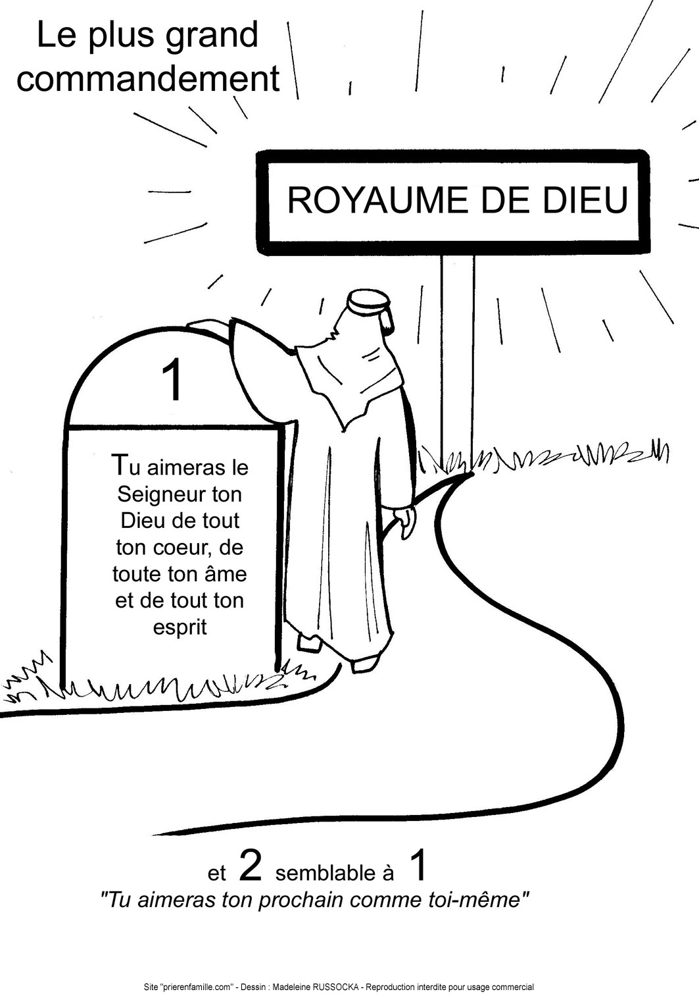 Le plus grand
commandement
ROYAUME DE DIEU
1
Tu aimeras le
Seigneur ton
Dieu de tout
ton coeur, de
toute ton âme
et de tout ton
esprit
et 2 semblable à 1
"Tu aimeras ton prochain comme toi-même"
Site "prierenfamille.com" - Dessin : Madeleine RUSSOCKA - Reproduction interdite pour usage commercial